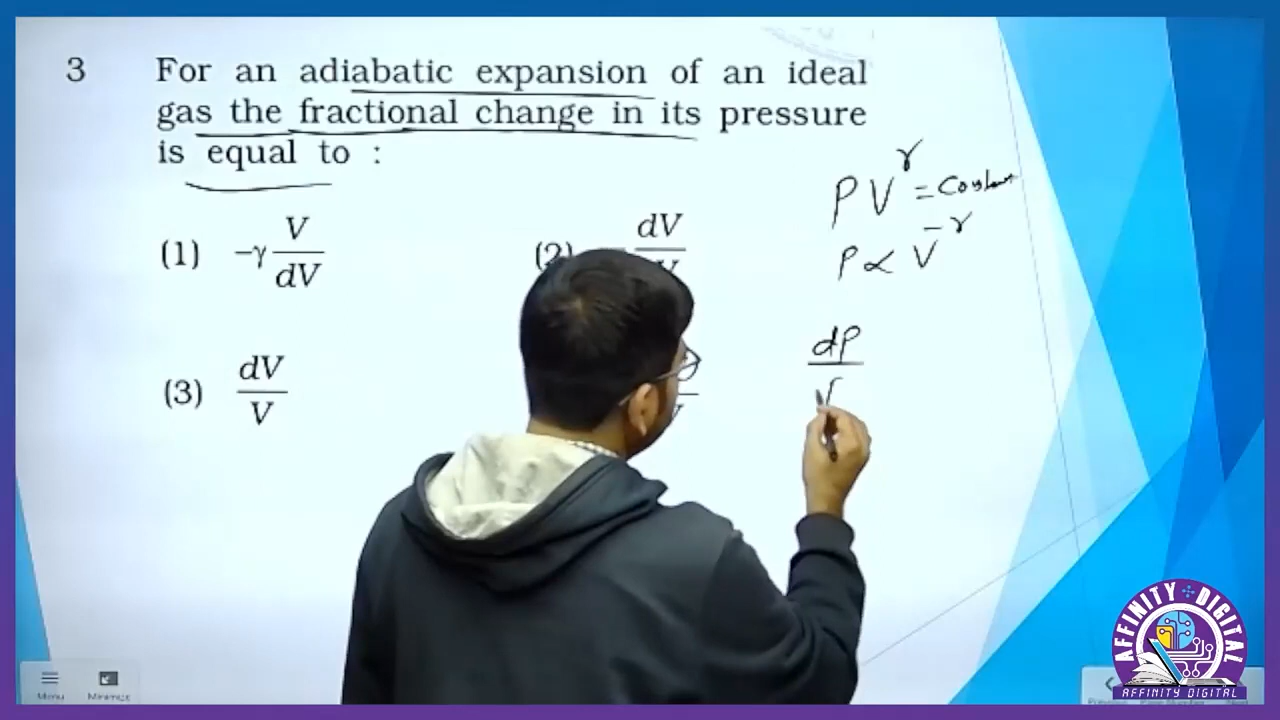 3 For an adiabatic expansion of an ideal
gas the fractional change in its pressure
is equal to :
(1) −γ V/dV
(2) dV
(3) dV/V
PV^γ = Constant
P ∝ V^−γ
dP
Menu
Minimize
AFFINITY DIGITAL
AFFINITY DIGITAL